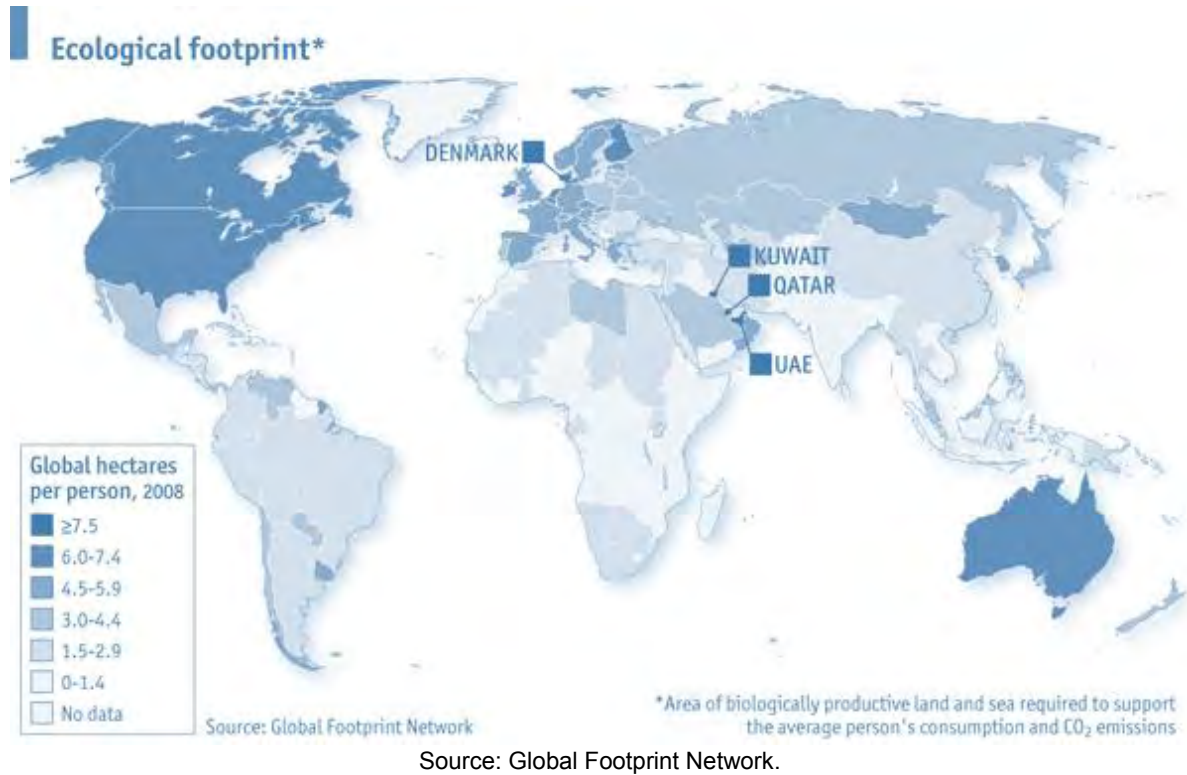 Ecological footprint*
DENMARK
KUWAIT
QATAR
UAE
Global hectares
per person, 2008
≥7.5
6.0-7.4
4.5-5.9
3.0-4.4
1.5-2.9
0-1.4
No data
Source: Global Footprint Network
*Area of biologically productive land and sea required to support
the average person's consumption and CO₂ emissions
Source: Global Footprint Network.